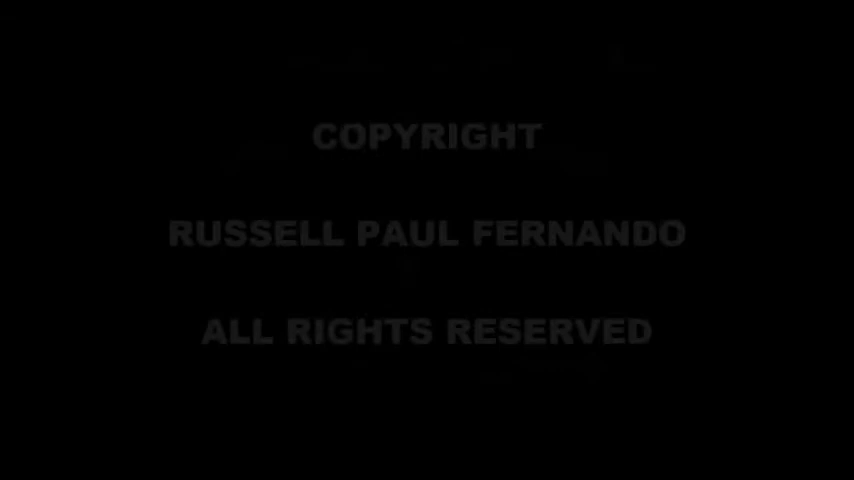 COPYRIGHT
RUSSELL PAUL FERNANDO
ALL RIGHTS RESERVED